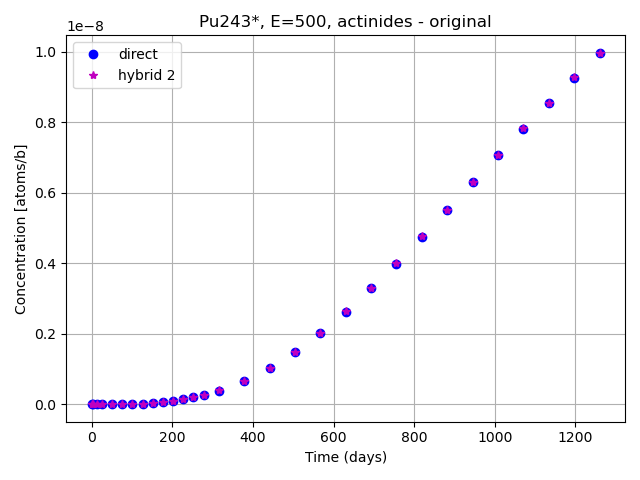 Pu243*, E=500, actinides - original
1e−8
direct
hybrid 2
1.0
0.8
0.6
0.4
0.2
0.0
Concentration [atoms/b]
0
200
400
600
800
1000
1200
Time (days)